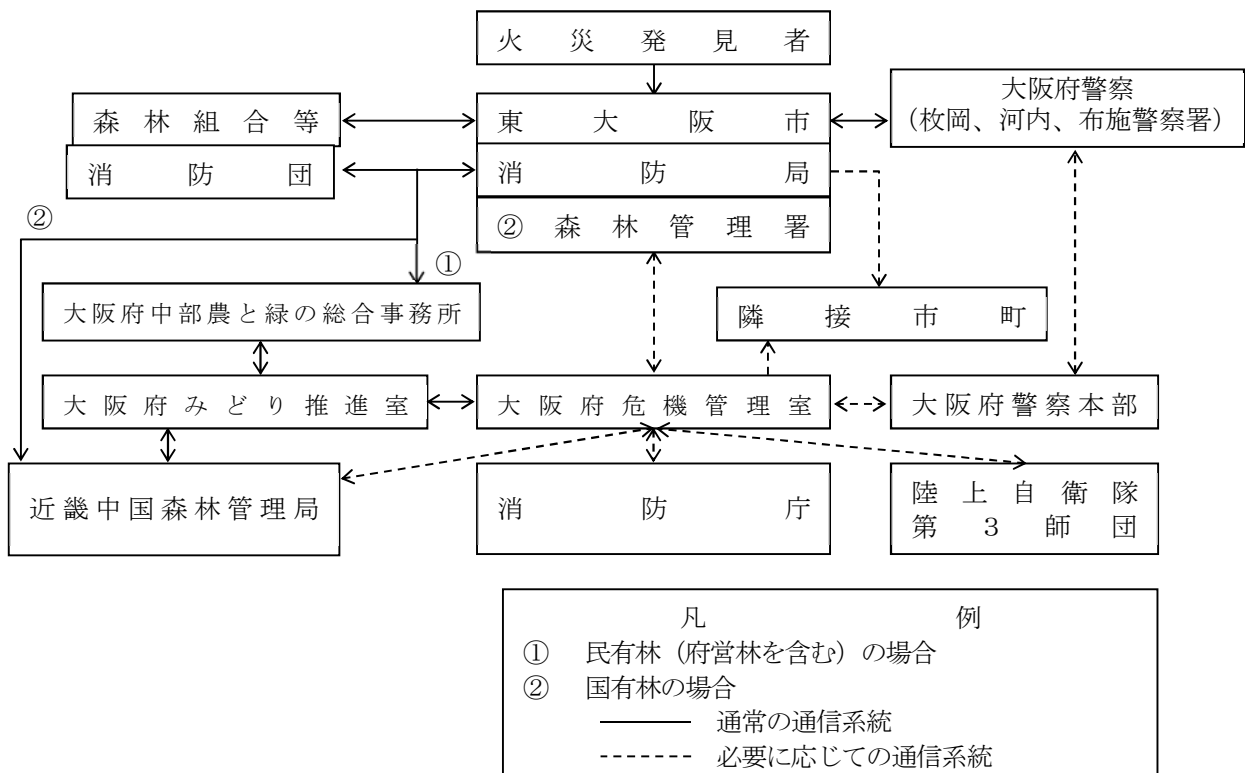 火災発見者
森林組合等
東大阪市
大阪府警察
（枚岡、河内、布施警察署）
消防団
消防局
②
② 森林管理署
①
大阪府中部農と緑の総合事務所
隣接市町
大阪府みどり推進室
大阪府危機管理室
大阪府警察本部
近畿中国森林管理局
消防庁
陸上自衛隊
第３師団
凡例
① 民有林（府営林を含む）の場合
② 国有林の場合
通常の通信系統
必要に応じての通信系統